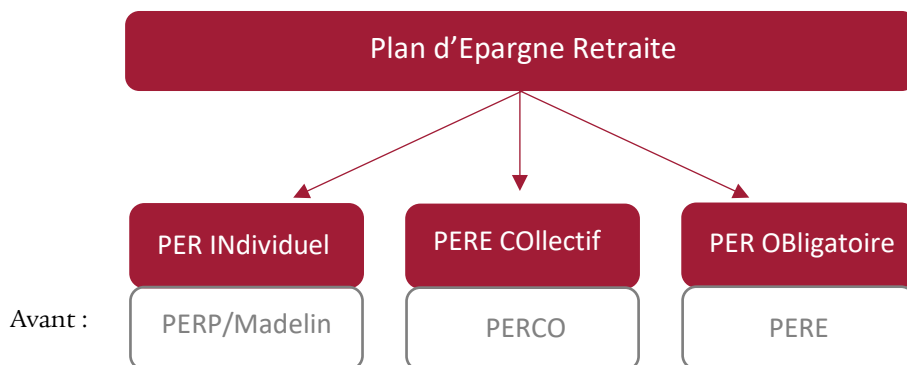 Plan d’Epargne Retraite
PER INdividuel
PERE COllectif
PER OBligatoire
Avant :
PERP/Madelin
PERCO
PERE